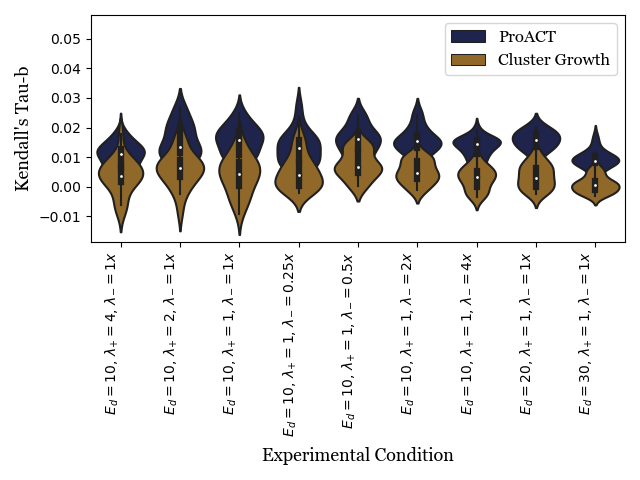 ProACT
Cluster Growth
Kendall's Tau-b
0.05
0.04
0.03
0.02
0.01
0.00
−0.01
E_d = 10, λ_+ = 4, λ_− = 1x
E_d = 10, λ_+ = 2, λ_− = 1x
E_d = 10, λ_+ = 1, λ_− = 1x
E_d = 10, λ_+ = 1, λ_− = 0.25x
E_d = 10, λ_+ = 1, λ_− = 0.5x
E_d = 10, λ_+ = 1, λ_− = 2x
E_d = 10, λ_+ = 1, λ_− = 4x
E_d = 20, λ_+ = 1, λ_− = 1x
E_d = 30, λ_+ = 1, λ_− = 1x
Experimental Condition